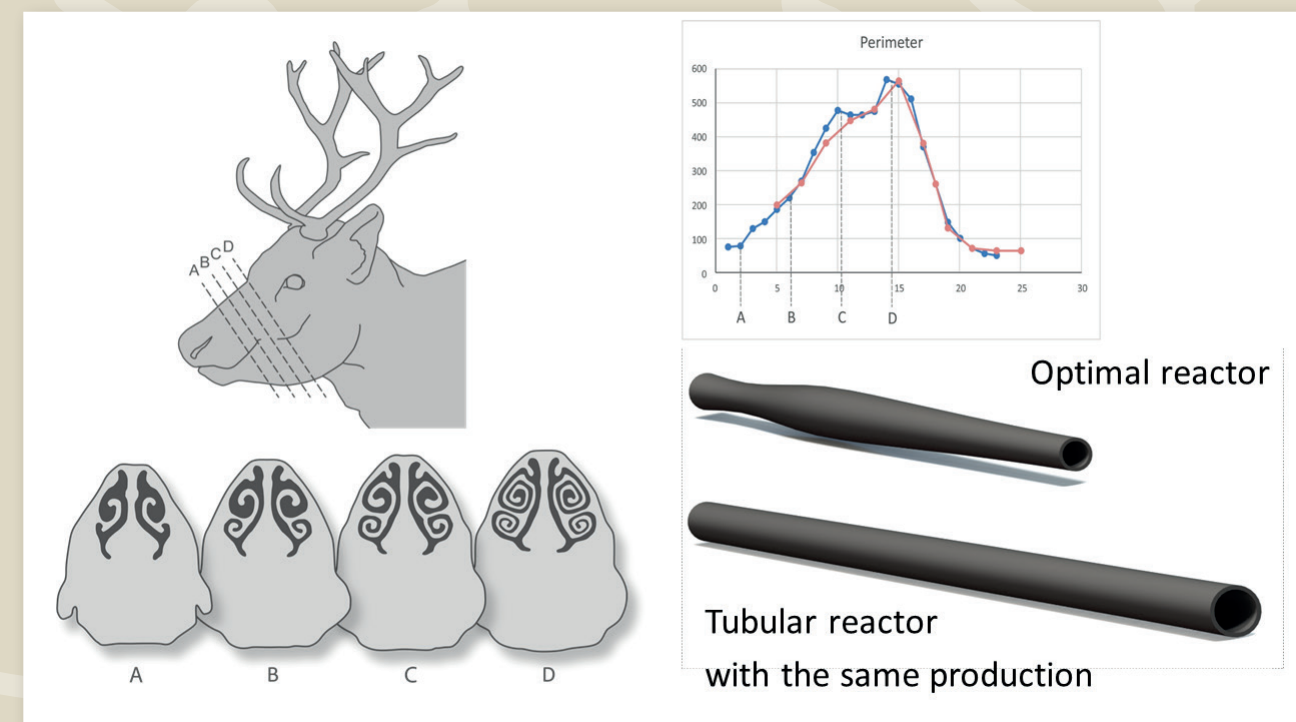 A B C D
A
B
C
D
Perimeter
600
500
400
300
200
100
0
0 5 10 15 20 25 30
A B C D
Optimal reactor
Tubular reactor
with the same production